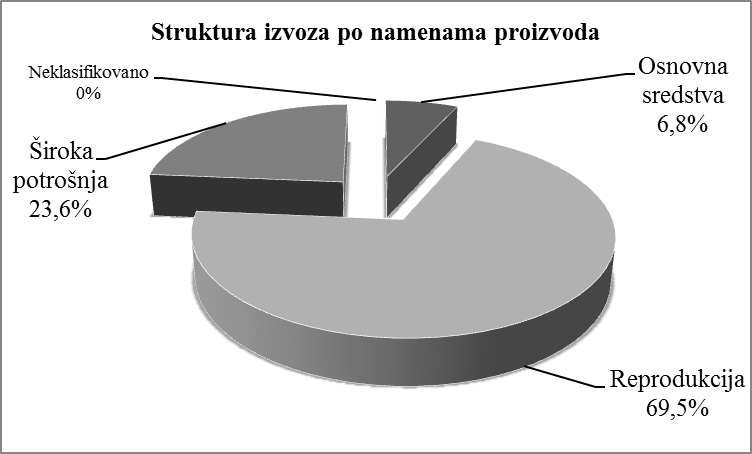 Struktura izvoza po namenama proizvoda
Neklasifikovano
0%
Osnovna
sredstva
6,8%
Široka
potrošnja
23,6%
Reprodukcija
69,5%